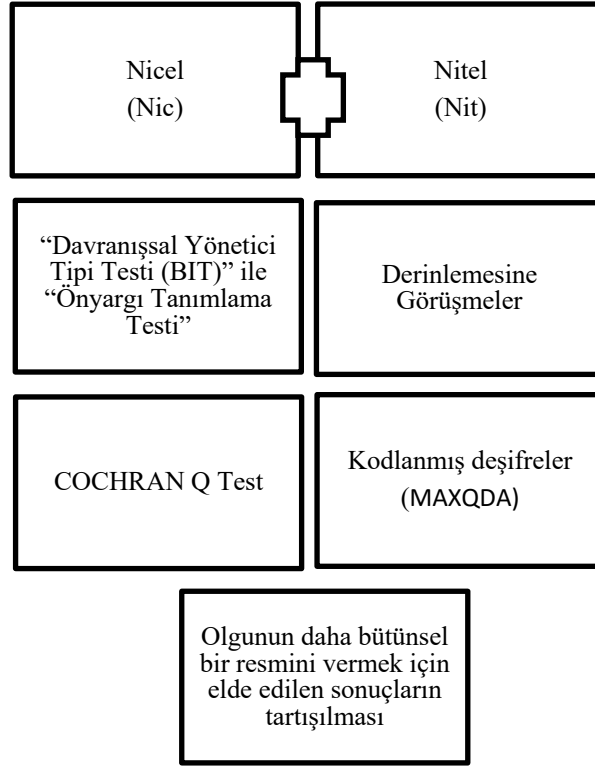 Nicel
(Nic)
Nitel
(Nit)
“Davranışsal Yönetici
Tipi Testi (BIT)” ile
“Önyargı Tanımlama
Testi”
Derinlemesine
Görüşmeler
COCHRAN Q Test
Kodlanmış deşifreler
(MAXQDA)
Olgunun daha bütünsel
bir resmini vermek için
elde edilen sonuçların
tartışılması